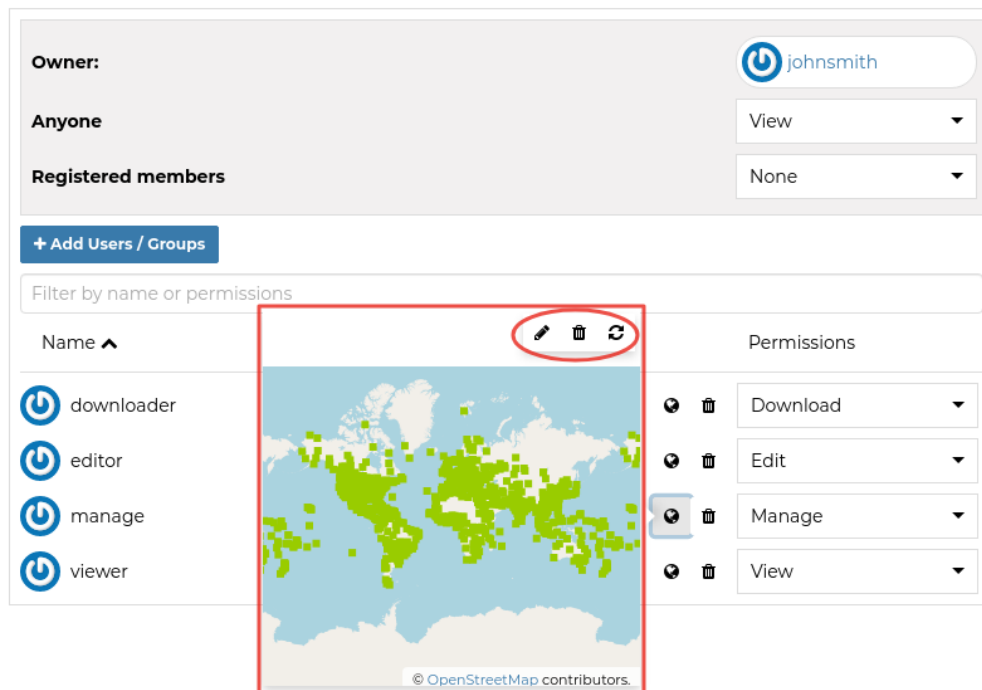 Owner:
johnsmith
Anyone
View
Registered members
None
+ Add Users / Groups
Filter by name or permissions
Name
Permissions
downloader
Download
editor
Edit
manage
Manage
viewer
View
© OpenStreetMap contributors.